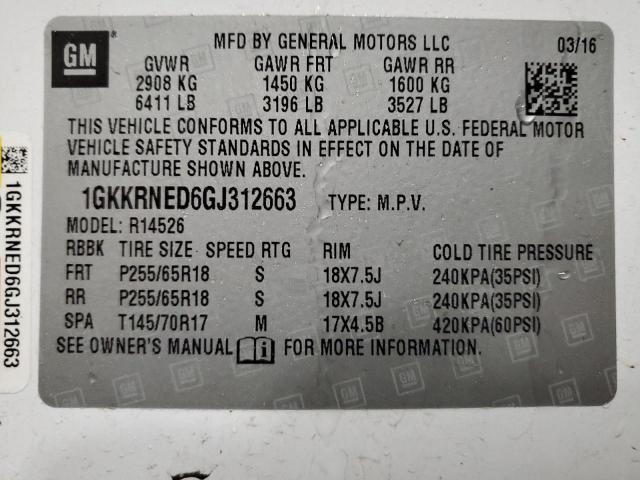 GM
MFD BY GENERAL MOTORS LLC 03/16
GVWR GAWR FRT GAWR RR
2908 KG 1450 KG 1600 KG
6411 LB 3196 LB 3527 LB
THIS VEHICLE CONFORMS TO ALL APPLICABLE U.S. FEDERAL MOTOR
VEHICLE SAFETY STANDARDS IN EFFECT ON THE DATE OF
MANUFACTURE SHOWN ABOVE.
1GKKRNED6GJ312663 TYPE: M.P.V.
MODEL: R14526
RBBK TIRE SIZE SPEED RTG RIM COLD TIRE PRESSURE
FRT P255/65R18 S 18X7.5J 240KPA(35PSI)
RR P255/65R18 S 18X7.5J 240KPA(35PSI)
SPA T145/70R17 M 17X4.5B 420KPA(60PSI)
SEE OWNER'S MANUAL FOR MORE INFORMATION.
1GKKRNED6GJ312663